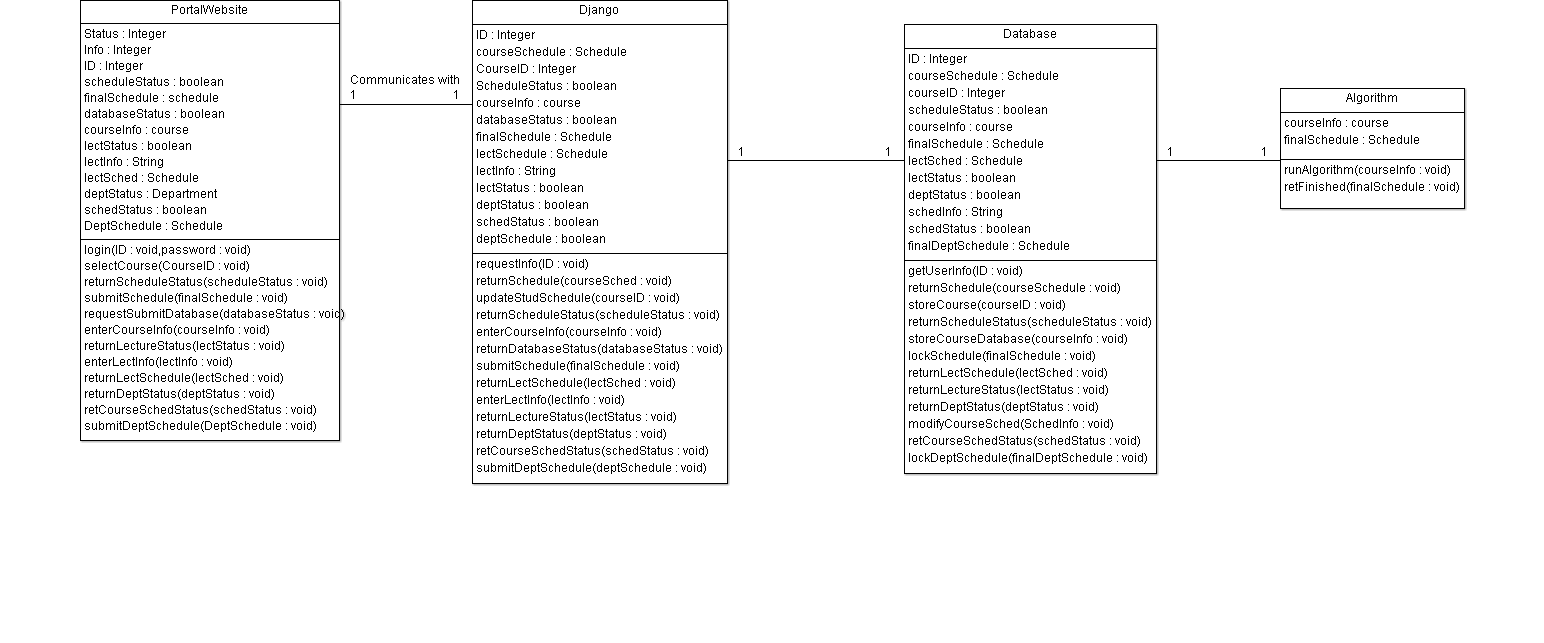 PortalWebsite
Status : Integer
Info : Integer
ID : Integer
scheduleStatus : boolean
finalSchedule : schedule
databaseStatus : boolean
courseInfo : course
lectStatus : boolean
lectInfo : String
lectSched : Schedule
deptStatus : Department
schedStatus : boolean
DeptSchedule : Schedule
login(ID : void,password : void)
selectCourse(CourseID : void)
returnScheduleStatus(scheduleStatus : void)
submitSchedule(finalSchedule : void)
requestSubmitDatabase(databaseStatus : void)
enterCourseInfo(courseInfo : void)
returnLectureStatus(lectStatus : void)
enterLectInfo(lectInfo : void)
returnLectSchedule(lectSched : void)
returnDeptStatus(deptStatus : void)
retCourseSchedStatus(schedStatus : void)
submitDeptSchedule(DeptSchedule : void)
Communicates with
1 1
Django
ID : Integer
courseSchedule : Schedule
CourseID : Integer
ScheduleStatus : boolean
courseInfo : course
databaseStatus : boolean
finalSchedule : Schedule
lectSchedule : Schedule
lectInfo : String
lectStatus : boolean
deptStatus : boolean
schedStatus : boolean
deptSchedule : boolean
requestInfo(ID : void)
returnSchedule(courseSched : void)
updateStudSchedule(courseID : void)
returnScheduleStatus(scheduleStatus : void)
enterCourseInfo(courseInfo : void)
returnDatabaseStatus(databaseStatus : void)
submitSchedule(finalSchedule : void)
returnLectSchedule(lectSched : void)
enterLectInfo(lectInfo : void)
returnLectureStatus(lectStatus : void)
returnDeptStatus(deptStatus : void)
retCourseSchedStatus(schedStatus : void)
submitDeptSchedule(deptSchedule : void)
1 1
Database
ID : Integer
courseSchedule : Schedule
courseID : Integer
scheduleStatus : boolean
courseInfo : course
finalSchedule : Schedule
lectSched : Schedule
lectStatus : boolean
deptStatus : boolean
schedInfo : String
schedStatus : boolean
finalDeptSchedule : Schedule
getUserInfo(ID : void)
returnSchedule(courseSchedule : void)
storeCourse(courseID : void)
returnScheduleStatus(scheduleStatus : void)
storeCourseDatabase(courseInfo : void)
lockSchedule(finalSchedule : void)
returnLectSchedule(lectSched : void)
returnLectureStatus(lectStatus : void)
returnDeptStatus(deptStatus : void)
modifyCourseSched(SchedInfo : void)
retCourseSchedStatus(schedStatus : void)
lockDeptSchedule(finalDeptSchedule : void)
1 1
Algorithm
courseInfo : course
finalSchedule : Schedule
runAlgorithm(courseInfo : void)
retFinished(finalSchedule : void)